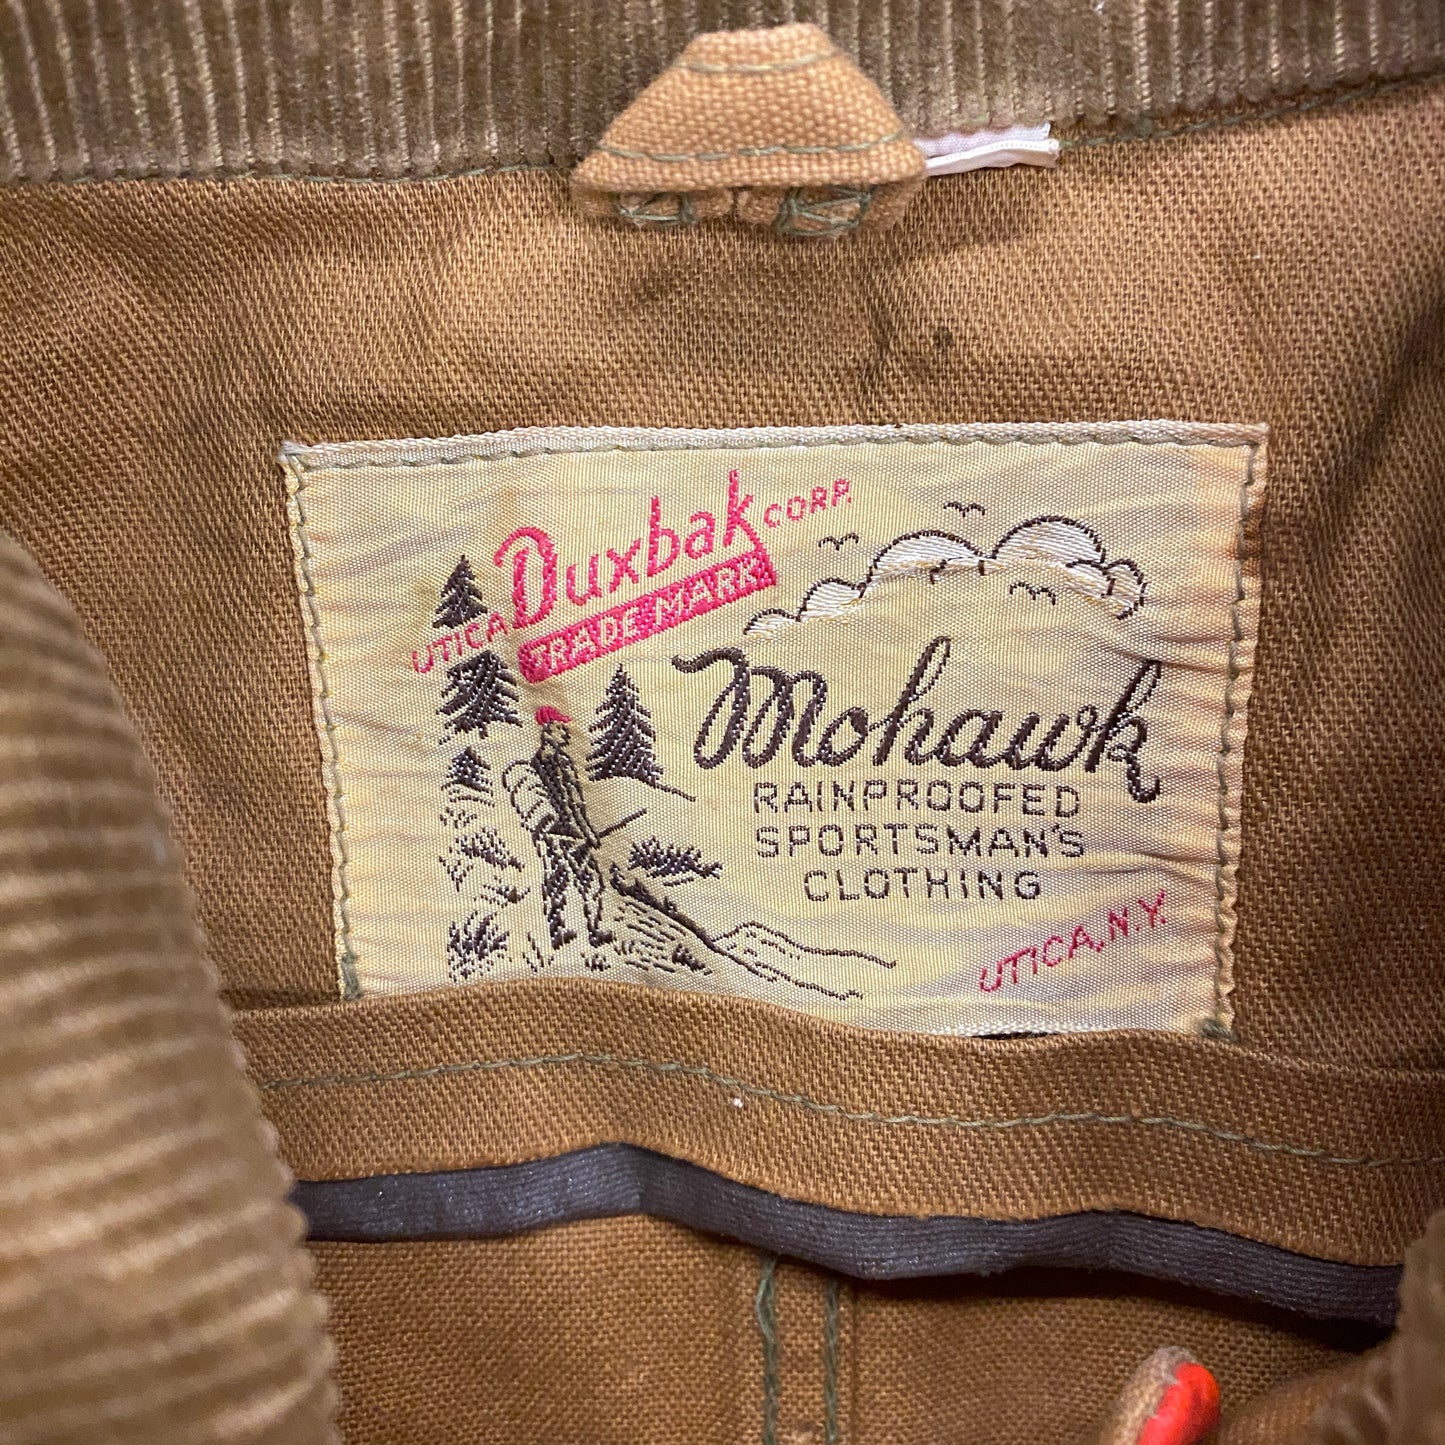 Utica Duxbak Corp.
TRADE MARK
Mohawk
RAINPROOFED
SPORTSMAN'S
CLOTHING
UTICA, N.Y.